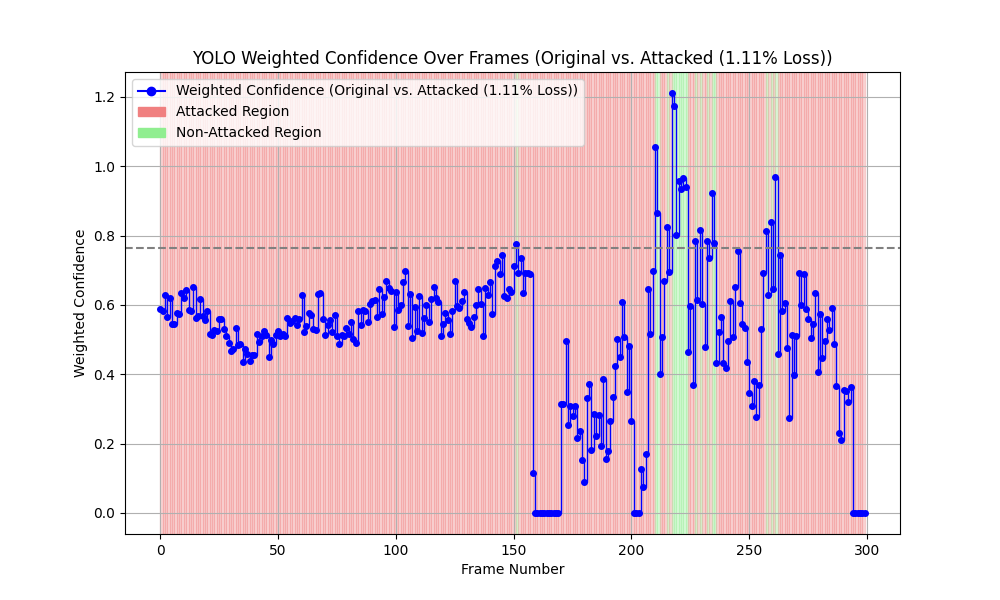 YOLO Weighted Confidence Over Frames (Original vs. Attacked (1.11% Loss))
Weighted Confidence (Original vs. Attacked (1.11% Loss))
Attacked Region
Non-Attacked Region
Weighted Confidence
1.2
1.0
0.8
0.6
0.4
0.2
0.0
0 50 100 150 200 250 300
Frame Number